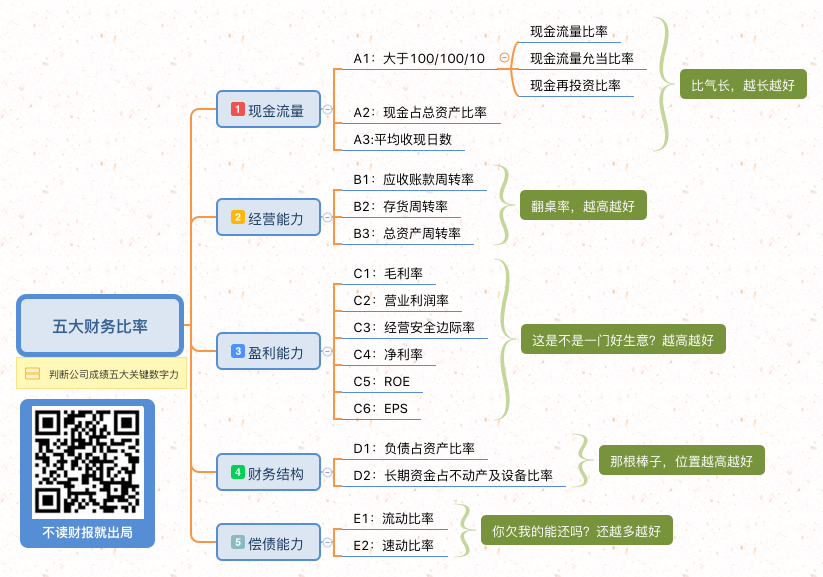 五大财务比率
判断公司成绩五大关键数字力
不读财报就出局
1 现金流量
A1：大于100/100/10
现金流量比率
现金流量允当比率
现金再投资比率
A2：现金占总资产比率
A3:平均收现日数
比气长，越长越好
2 经营能力
B1：应收账款周转率
B2：存货周转率
B3：总资产周转率
翻桌率，越高越好
3 盈利能力
C1：毛利率
C2：营业利润率
C3：经营安全边际率
C4：净利率
C5：ROE
C6：EPS
这是不是一门好生意？越高越好
4 财务结构
D1：负债占资产比率
D2：长期资金占不动产及设备比率
那根棒子，位置越高越好
5 偿债能力
E1：流动比率
E2：速动比率
你欠我的能还吗？还越多越好